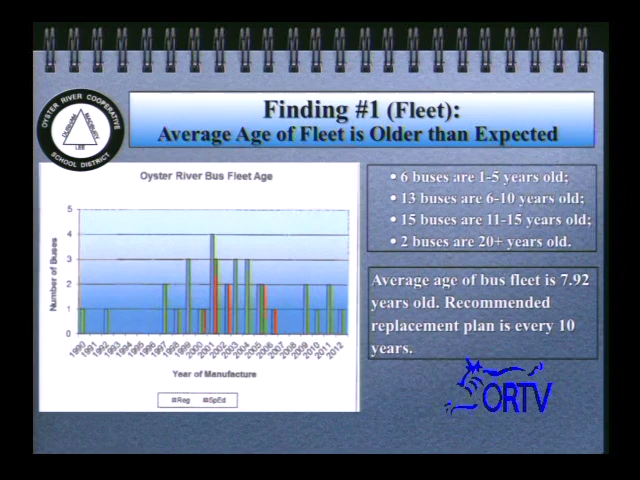 Finding #1 (Fleet):
Average Age of Fleet is Older than Expected
OYSTER RIVER COOPERATIVE
DURHAM
MADBURY
LEE
SCHOOL DISTRICT
Oyster River Bus Fleet Age
Number of Buses
5
4
3
2
1
0
1990 1991 1992 1993 1994 1995 1996 1997 1998 1999 2000 2001 2002 2003 2004 2005 2006 2007 2008 2009 2010 2011 2012
Year of Manufacture
Reg SpEd
• 6 buses are 1-5 years old;
• 13 buses are 6-10 years old;
• 15 buses are 11-15 years old;
• 2 buses are 20+ years old.
Average age of bus fleet is 7.92
years old. Recommended
replacement plan is every 10
years.
ORTV